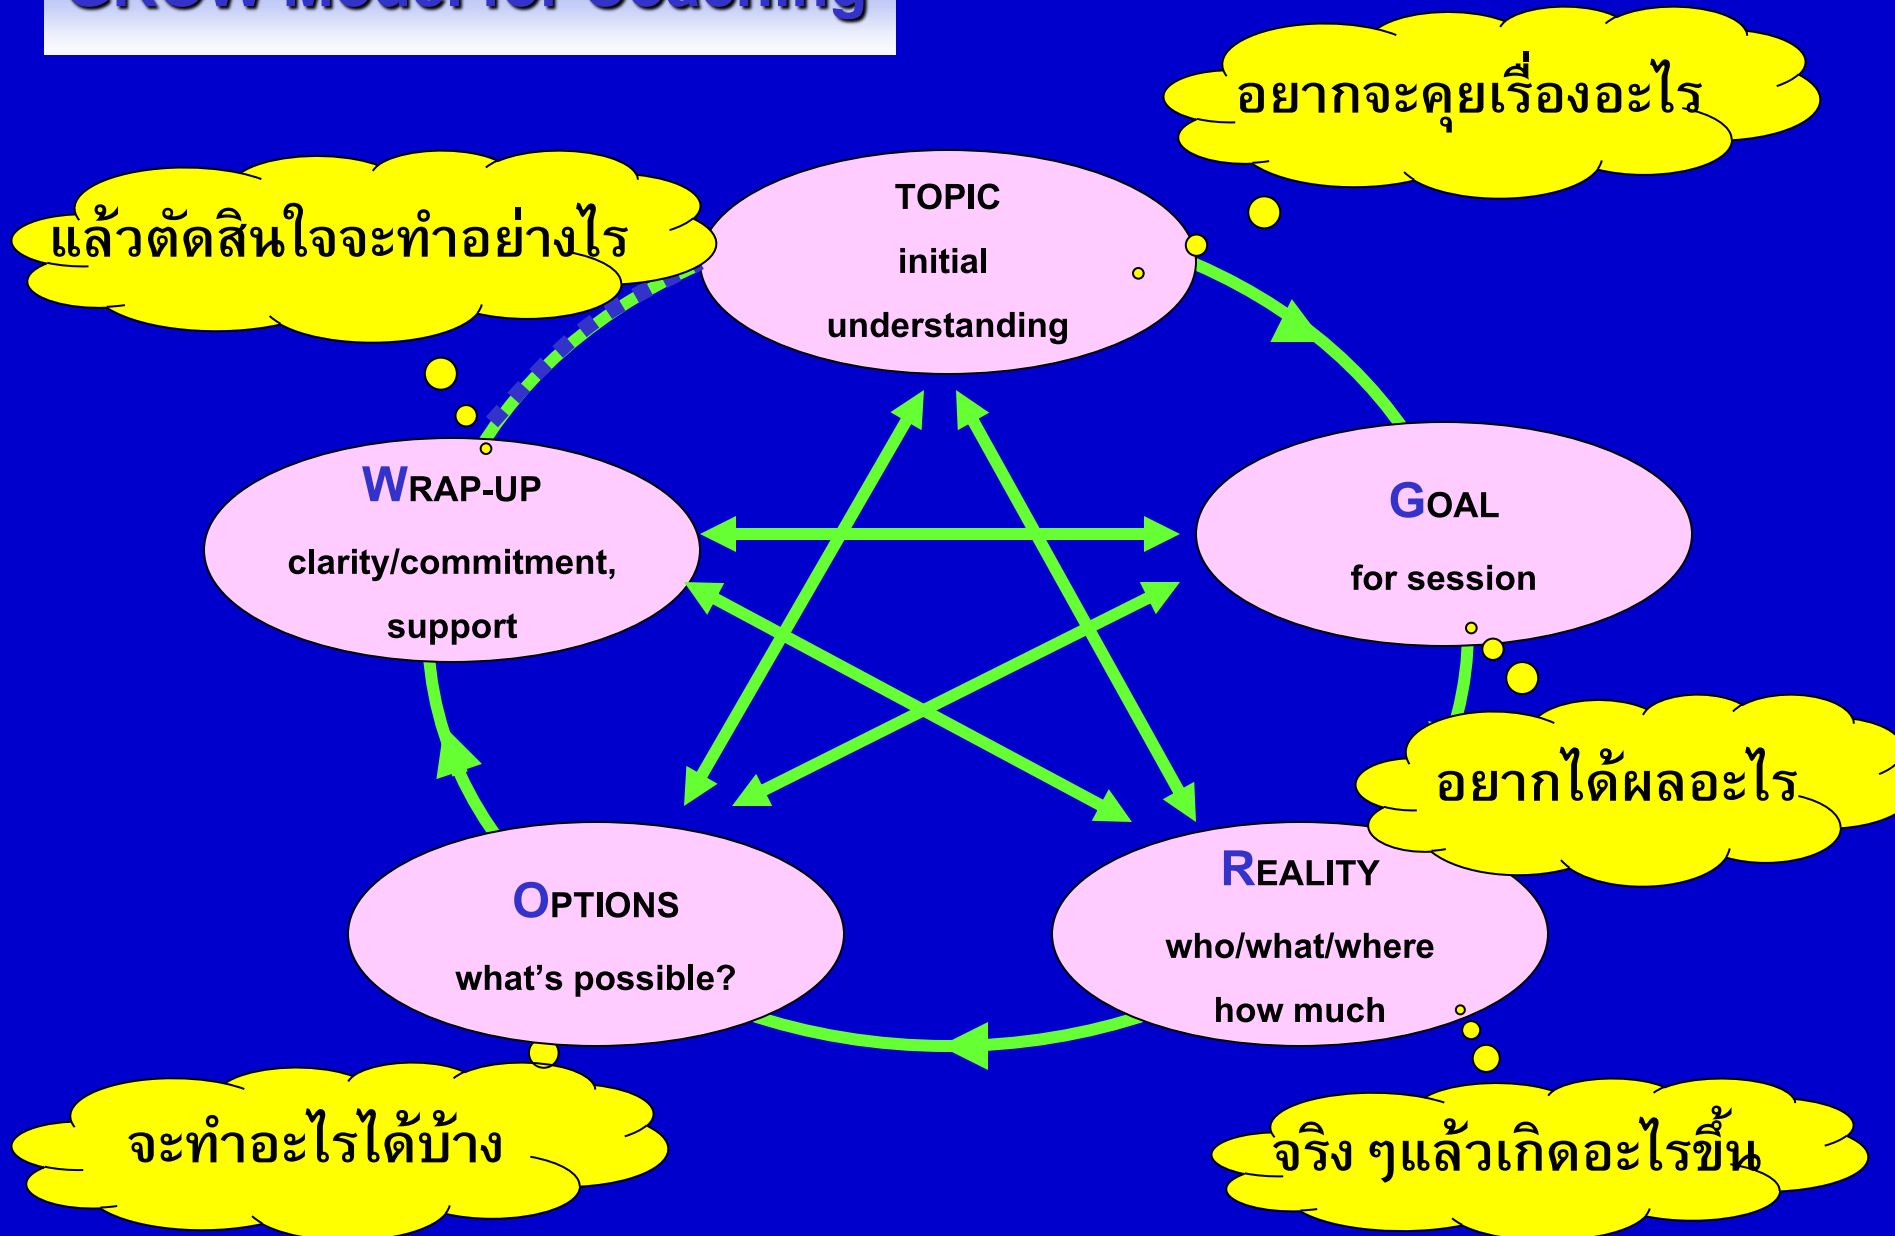 GROW Model for Coaching
อยากจะคุยเรื่องอะไร
แล้วตัดสินใจจะทำอย่างไร
TOPIC
initial
understanding
WRAP-UP
clarity/commitment,
support
GOAL
for session
อยากได้ผลอะไร
OPTIONS
what’s possible?
REALITY
who/what/where
how much
จะทำอะไรได้บ้าง
จริง ๆแล้วเกิดอะไรขึ้น